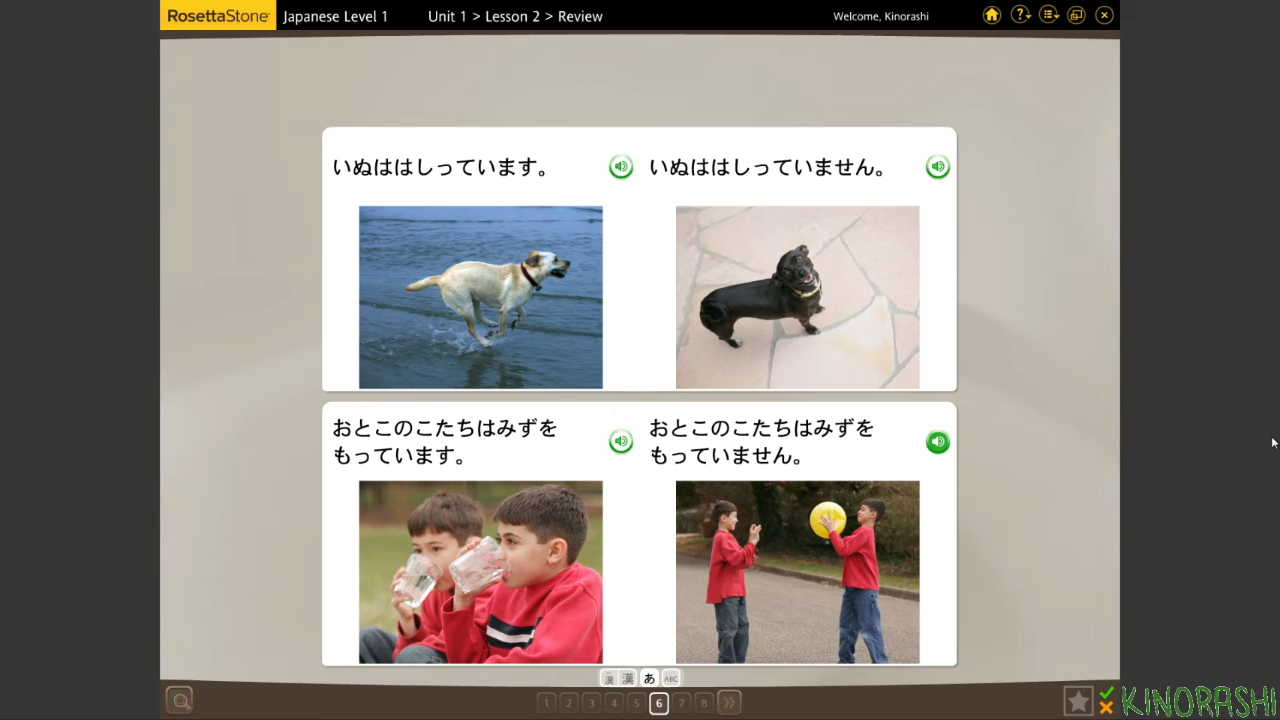 RosettaStone
Japanese Level 1
Unit 1 > Lesson 2 > Review
Welcome, Kinorashi
いぬははしっています。
いぬははしっていません。
おとこのこたちはみずを
もっています。
おとこのこたちはみずを
もっていません。
漢 漢 あ ABC
1 2 3 4 5 6 7 8
KINORASHI